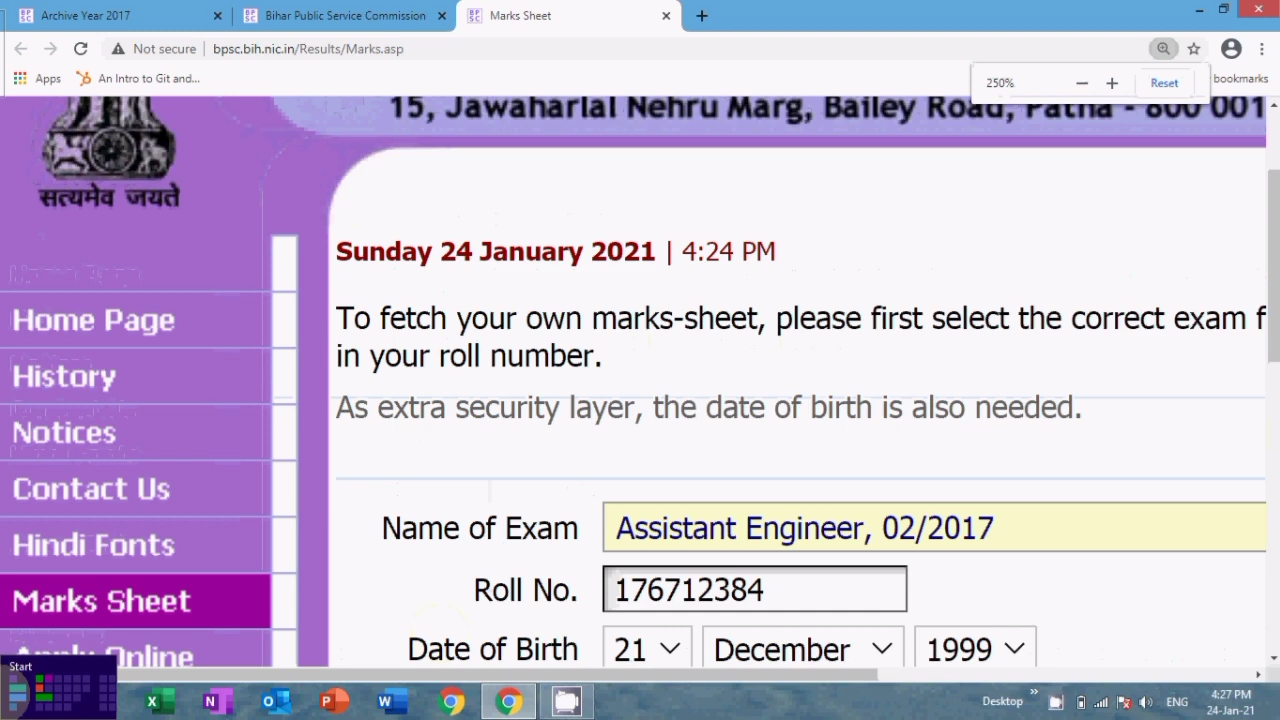 Archive Year 2017
Bihar Public Service Commission
Marks Sheet
Not secure
bpsc.bih.nic.in/Results/Marks.asp
Apps
An Intro to Git and...
bookmarks
250%
Reset
15, Jawaharlal Nehru Marg, Bailey Road, Patna - 800 001
सत्यमेव जयते
Sunday 24 January 2021 | 4:24 PM
To fetch your own marks-sheet, please first select the correct exam f
in your roll number.
As extra security layer, the date of birth is also needed.
Home Page
History
Notices
Contact Us
Hindi Fonts
Marks Sheet
Apply Online
Name of Exam Assistant Engineer, 02/2017
Roll No. 176712384
Date of Birth 21 December 1999
Start
Desktop
ENG
4:27 PM
24-Jan-21